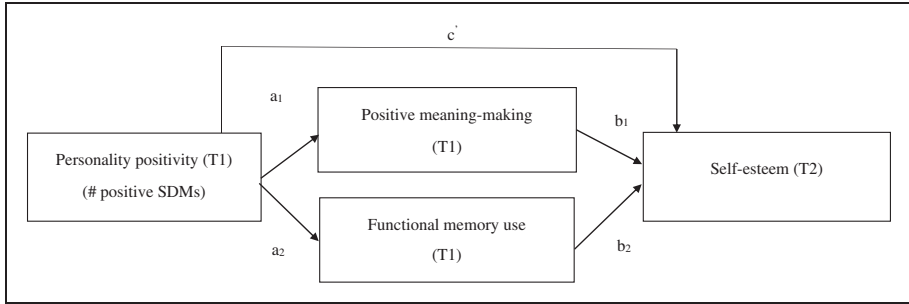 c'
a1
Positive meaning-making
(T1)
b1
Personality positivity (T1)
(# positive SDMs)
Self-esteem (T2)
a2
Functional memory use
(T1)
b2